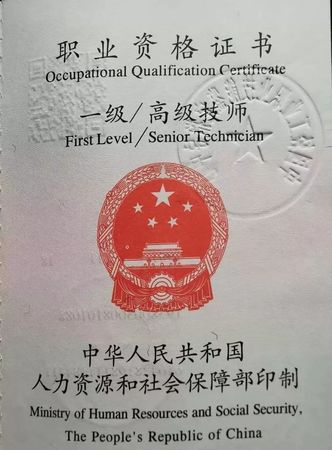 职业资格证书
Occupational Qualification Certificate
一级/高级技师
First Level/Senior Technician
中华人民共和国
人力资源和社会保障部印制
Ministry of Human Resources and Social Security,
The People's Republic of China